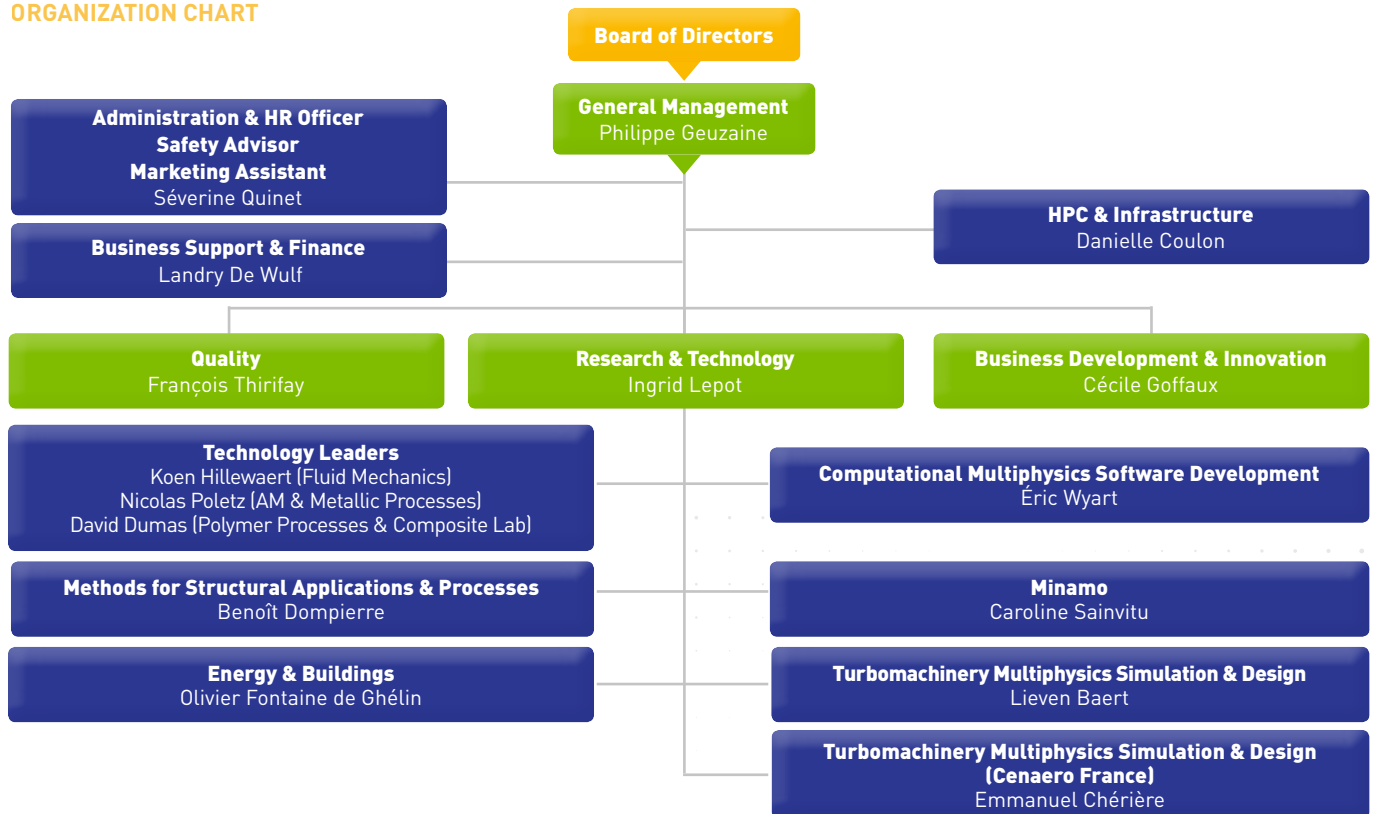 ORGANIZATION CHART
Board of Directors
General Management
Philippe Geuzaine
Administration & HR Officer
Safety Advisor
Marketing Assistant
Séverine Quinet
HPC & Infrastructure
Danielle Coulon
Business Support & Finance
Landry De Wulf
Quality
François Thirifay
Research & Technology
Ingrid Lepot
Business Development & Innovation
Cécile Goffaux
Technology Leaders
Koen Hillewaert (Fluid Mechanics)
Nicolas Poletz (AM & Metallic Processes)
David Dumas (Polymer Processes & Composite Lab)
Computational Multiphysics Software Development
Éric Wyart
Methods for Structural Applications & Processes
Benoît Dompierre
Minamo
Caroline Sainvitu
Energy & Buildings
Olivier Fontaine de Ghélin
Turbomachinery Multiphysics Simulation & Design
Lieven Baert
Turbomachinery Multiphysics Simulation & Design
(Cenaero France)
Emmanuel Chérière